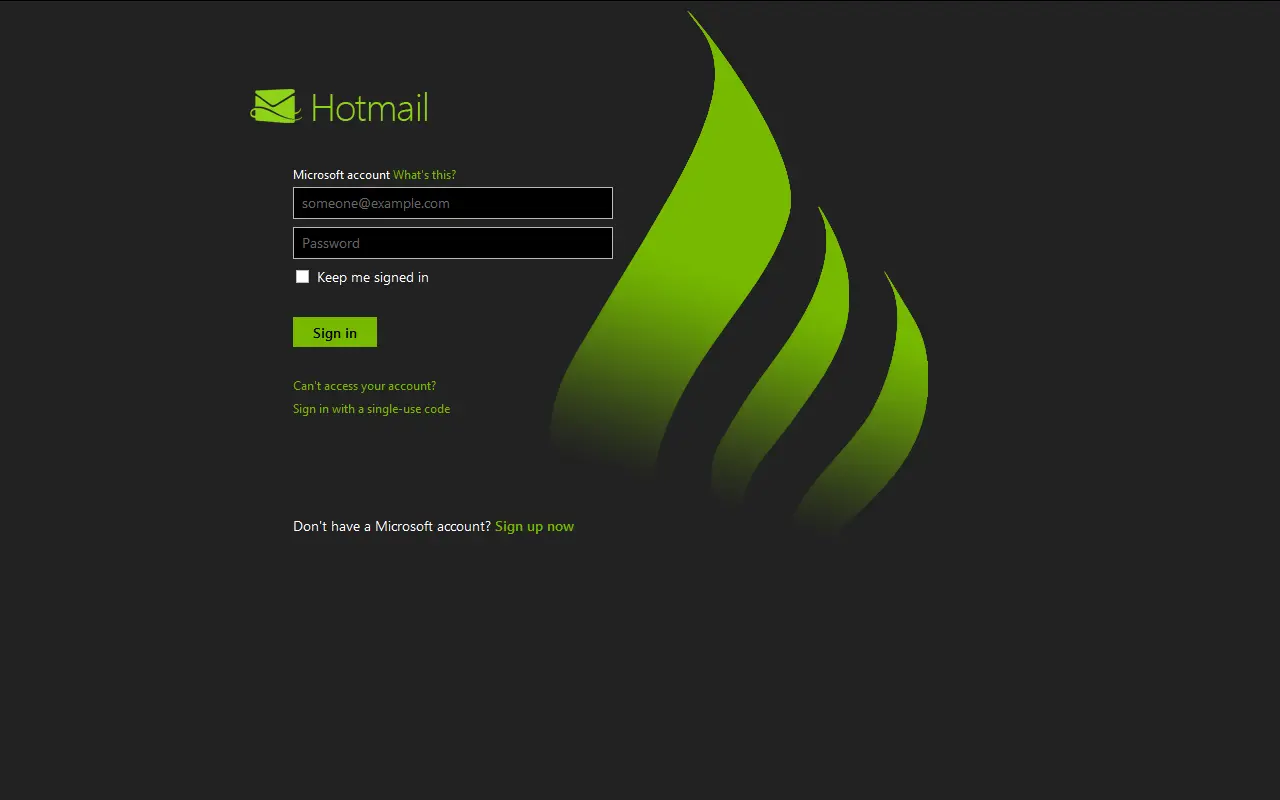 Hotmail
Microsoft account What's this?
someone@example.com
Password
Keep me signed in
Sign in
Can't access your account?
Sign in with a single-use code
Don't have a Microsoft account? Sign up now